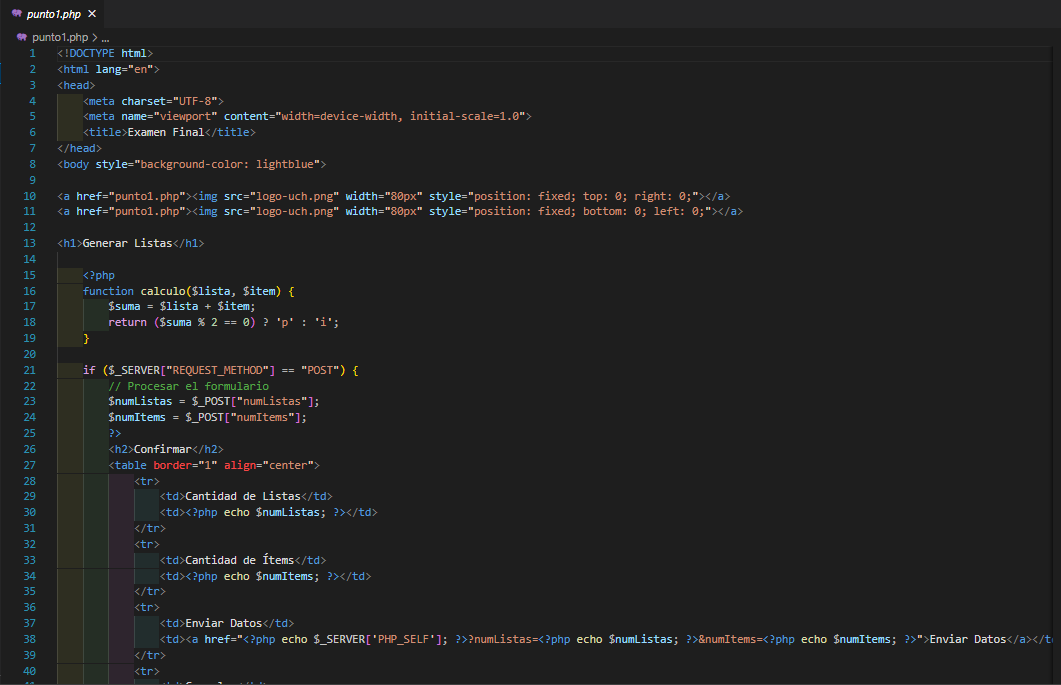 punto1.php ×
punto1.php > ...
1 <!DOCTYPE html>
2 <html lang="en">
3 <head>
4     <meta charset="UTF-8">
5     <meta name="viewport" content="width=device-width, initial-scale=1.0">
6     <title>Examen Final</title>
7 </head>
8 <body style="background-color: lightblue">
9
10 <a href="punto1.php"><img src="logo-uch.png" width="80px" style="position: fixed; top: 0; right: 0;"></a>
11 <a href="punto1.php"><img src="logo-uch.png" width="80px" style="position: fixed; bottom: 0; left: 0;"></a>
12
13 <h1>Generar Listas</h1>
14
15     <?php
16     function calculo($lista, $item) {
17         $suma = $lista + $item;
18         return ($suma % 2 == 0) ? 'p' : 'i';
19     }
20
21     if ($_SERVER["REQUEST_METHOD"] == "POST") {
22         // Procesar el formulario
23         $numListas = $_POST["numListas"];
24         $numItems = $_POST["numItems"];
25         ?>
26         <h2>Confirmar</h2>
27         <table border="1" align="center">
28             <tr>
29                 <td>Cantidad de Listas</td>
30                 <td><?php echo $numListas; ?></td>
31             </tr>
32             <tr>
33                 <td>Cantidad de Ítems</td>
34                 <td><?php echo $numItems; ?></td>
35             </tr>
36             <tr>
37                 <td>Enviar Datos</td>
38                 <td><a href="<?php echo $_SERVER['PHP_SELF']; ?>?numListas=<?php echo $numListas; ?>&numItems=<?php echo $numItems; ?>">Enviar Datos</a></t
39             </tr>
40             <tr>